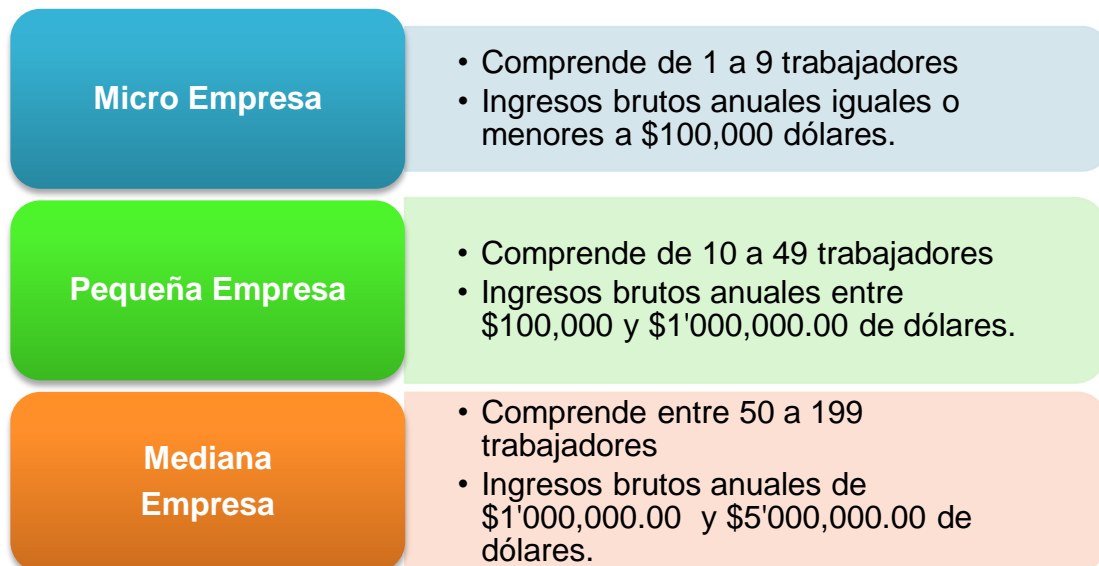 Micro Empresa
• Comprende de 1 a 9 trabajadores
• Ingresos brutos anuales iguales o
menores a $100,000 dólares.
Pequeña Empresa
• Comprende de 10 a 49 trabajadores
• Ingresos brutos anuales entre
$100,000 y $1'000,000.00 de dólares.
Mediana
Empresa
• Comprende entre 50 a 199
trabajadores
• Ingresos brutos anuales de
$1'000,000.00 y $5'000,000.00 de
dólares.